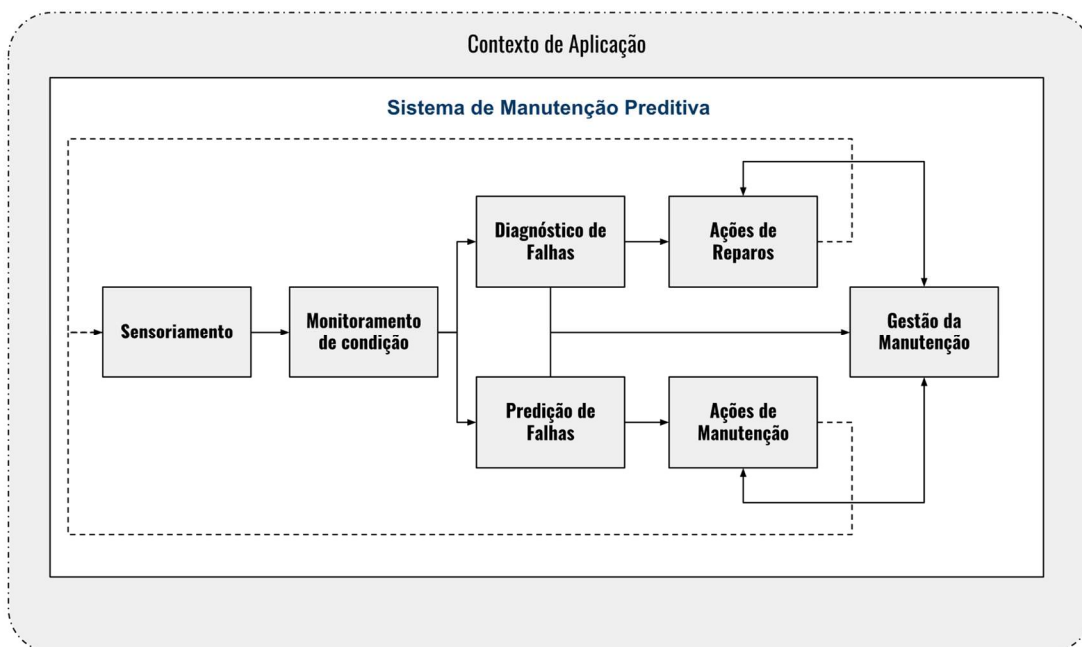 Contexto de Aplicação
Sistema de Manutenção Preditiva
Diagnóstico de
Falhas
Ações de
Reparos
Sensoriamento
Monitoramento
de condição
Gestão da
Manutenção
Predição de
Falhas
Ações de
Manutenção